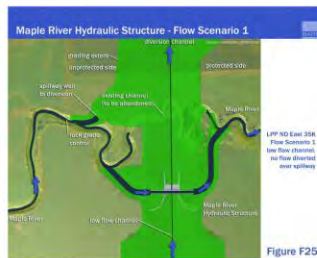 Maple River Hydraulic Structure - Flow Scenario 1
diversion channel
grading extent
unprotected side
protected side
spillway weir
to diversion
existing channel
(to be abandoned)
Maple River
rock grade
control
LPP ND East 35K
Flow Scenario 1
low flow channel,
no flow diverted
over spillway
Maple River
low flow channel
Maple River
Hydraulic Structure
Figure F25